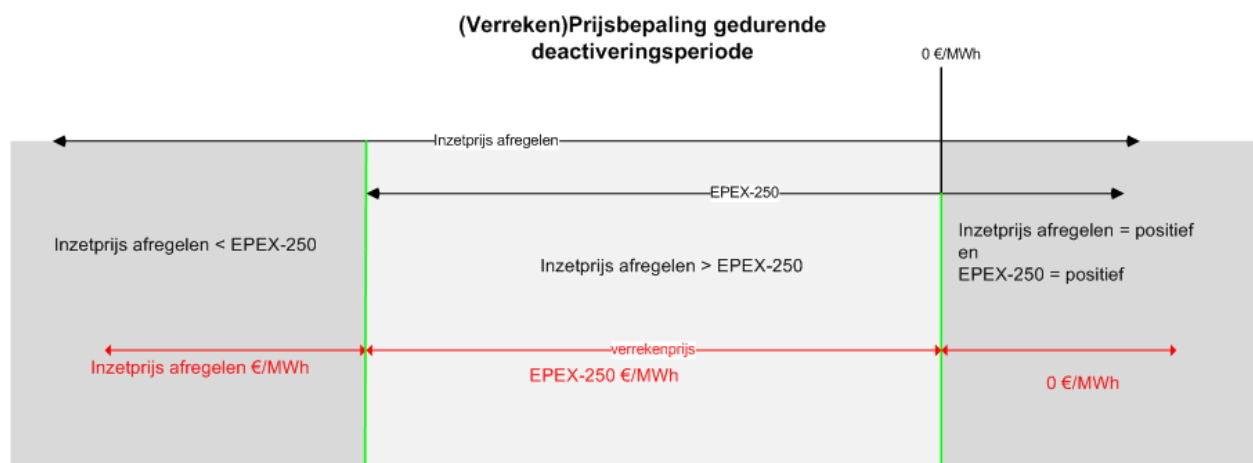 (Verreken)Prijsbepaling gedurende
deactiveringsperiode
0 €/MWh
Inzetprijs afregelen
EPEX-250
Inzetprijs afregelen < EPEX-250
Inzetprijs afregelen > EPEX-250
Inzetprijs afregelen = positief
en
EPEX-250 = positief
verrekenprijs
Inzetprijs afregelen €/MWh
EPEX-250 €/MWh
0 €/MWh